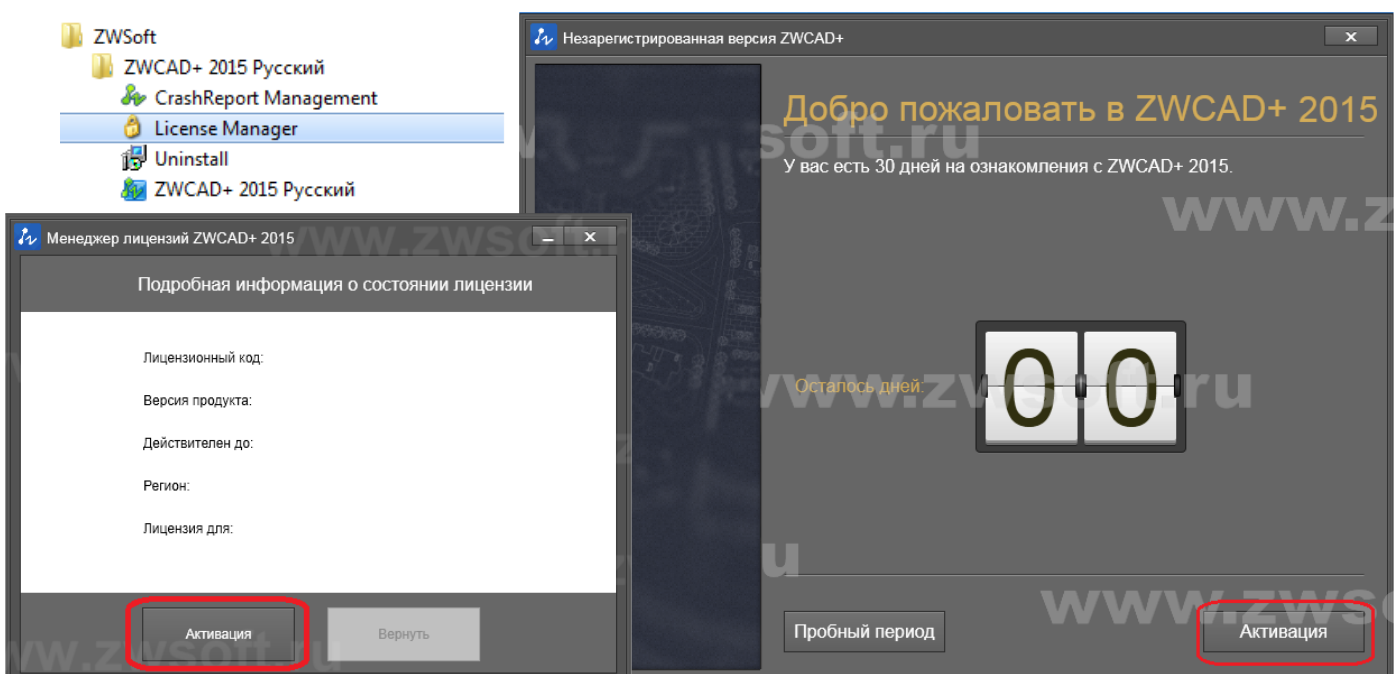 ZWSoft
ZWCAD+ 2015 Русский
CrashReport Management
License Manager
Uninstall
ZWCAD+ 2015 Русский
Незарегистрированная версия ZWCAD+
Добро пожаловать в ZWCAD+ 2015
У вас есть 30 дней на ознакомления с ZWCAD+ 2015.
Осталось дней:
00
Пробный период
Активация
Менеджер лицензий ZWCAD+ 2015
Подробная информация о состоянии лицензии
Лицензионный код:
Версия продукта:
Действителен до:
Регион:
Лицензия для:
Активация
Вернуть
www.zwsoft.ru